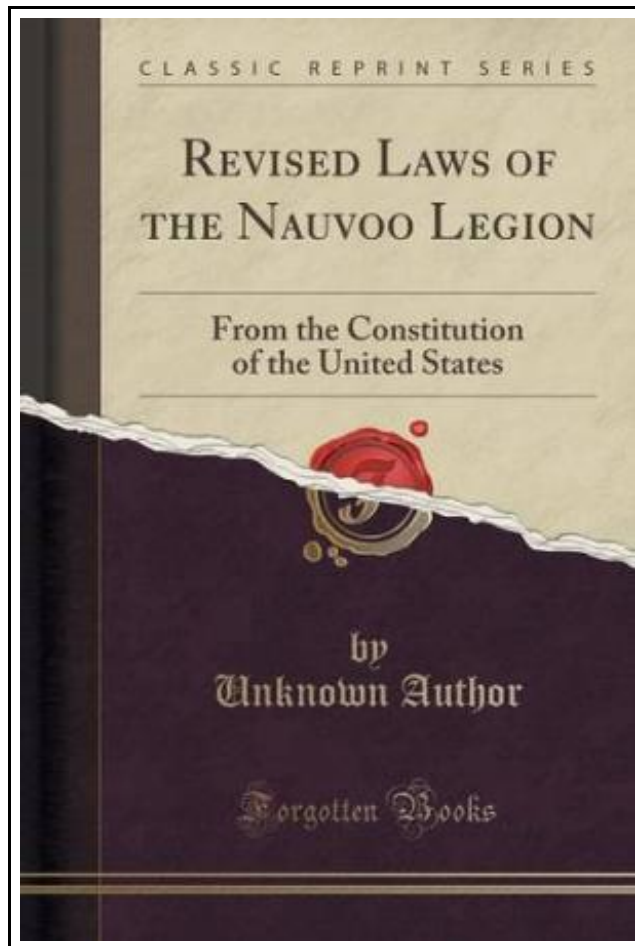 CLASSIC REPRINT SERIES
REVISED LAWS OF
THE NAUVOO LEGION
From the Constitution
of the United States
by
Unknown Author
Forgotten Books